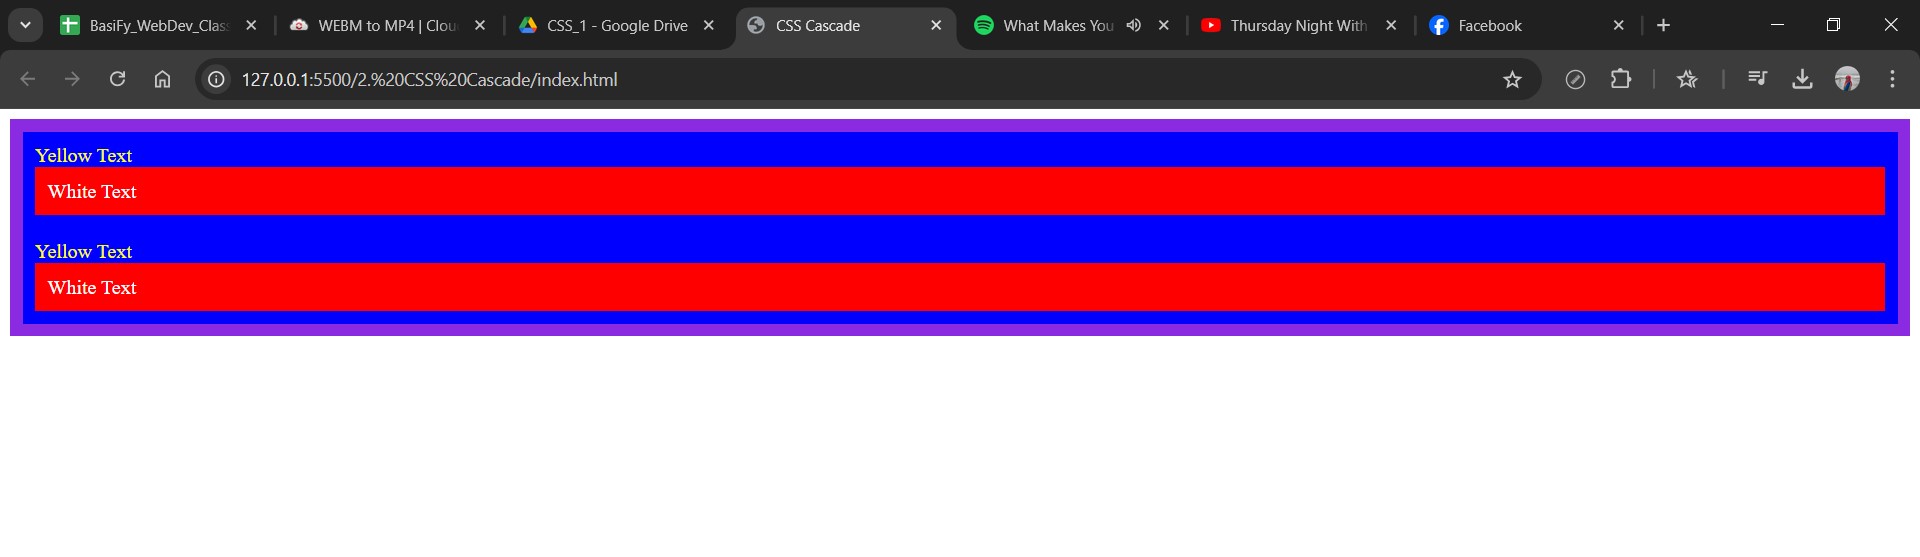 BasiFy_WebDev_Class
WEBM to MP4 | Clou
CSS_1 - Google Drive
CSS Cascade
What Makes You
Thursday Night With
Facebook
127.0.0.1:5500/2.%20CSS%20Cascade/index.html
Yellow Text
White Text
Yellow Text
White Text